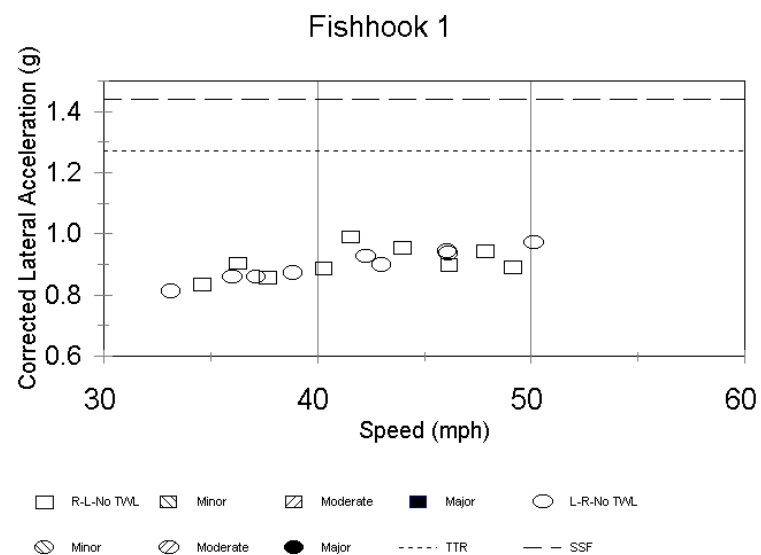 Fishhook 1
Corrected Lateral Acceleration (g)
1.4
1.2
1.0
0.8
0.6
30 40 50 60
Speed (mph)
R-L-No TWL Minor Moderate Major L-R-No TWL
Minor Moderate Major TTR SSF